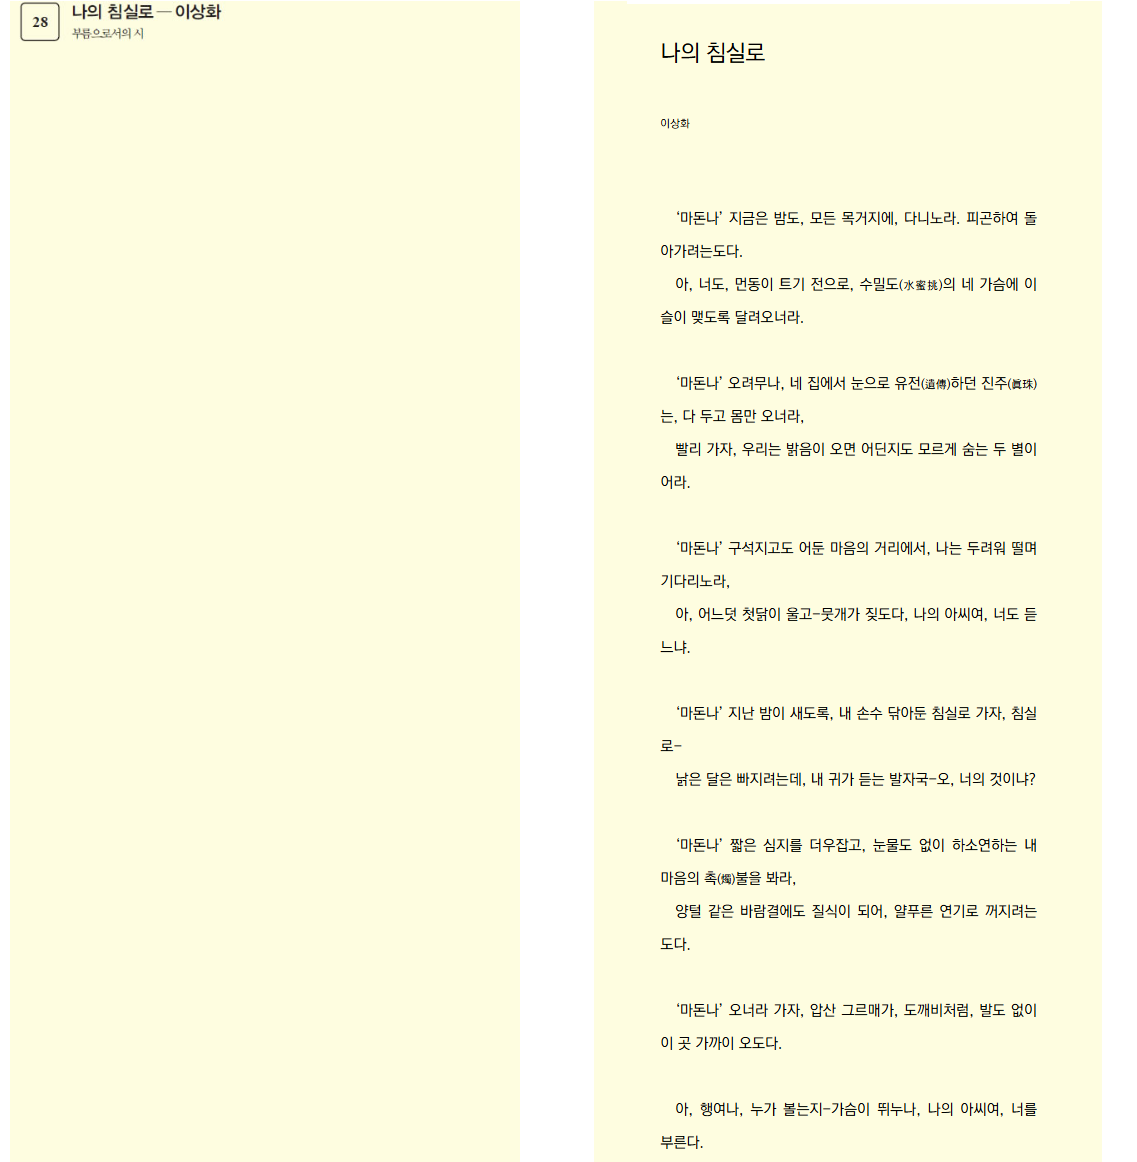 28
나의 침실로 — 이상화
부름으로서의 시
나의 침실로
이상화
‘마돈나’ 지금은 밤도, 모든 목거지에, 다니노라. 피곤하여 돌
아가려는도다.
아, 너도, 먼동이 트기 전으로, 수밀도(水蜜挑)의 네 가슴에 이
슬이 맺도록 달려오너라.
‘마돈나’ 오려무나, 네 집에서 눈으로 유전(遺傳)하던 진주(眞珠)
는, 다 두고 몸만 오너라,
빨리 가자, 우리는 밝음이 오면 어딘지도 모르게 숨는 두 별이
어라.
‘마돈나’ 구석지고도 어둔 마음의 거리에서, 나는 두려워 떨며
기다리노라,
아, 어느덧 첫닭이 울고-뭇개가 짖도다, 나의 아씨여, 너도 듣
느냐.
‘마돈나’ 지난 밤이 새도록, 내 손수 닦아둔 침실로 가자, 침실
로-
낡은 달은 빠지려는데, 내 귀가 듣는 발자국-오, 너의 것이냐?
‘마돈나’ 짧은 심지를 더우잡고, 눈물도 없이 하소연하는 내
마음의 촉(燭)불을 봐라,
양털 같은 바람결에도 질식이 되어, 얄푸른 연기로 꺼지려는
도다.
‘마돈나’ 오너라 가자, 압산 그르매가, 도깨비처럼, 발도 없이
이 곳 가까이 오도다.
아, 행여나, 누가 볼는지-가슴이 뛰누나, 나의 아씨여, 너를
부른다.